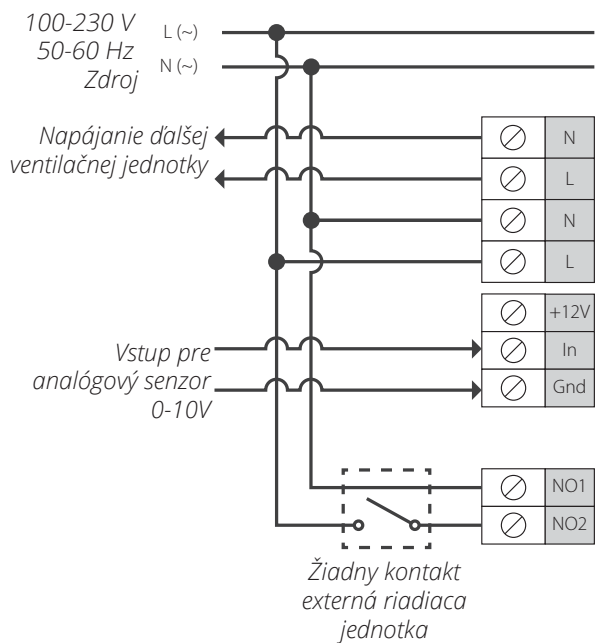 100-230 V
50-60 Hz
Zdroj
L (~)
N (~)
Napájanie ďalšej
ventilačnej jednotky
N
L
N
L
+12V
In
Gnd
Vstup pre
analógový senzor
0-10V
NO1
NO2
Žiadny kontakt
externá riadiaca
jednotka